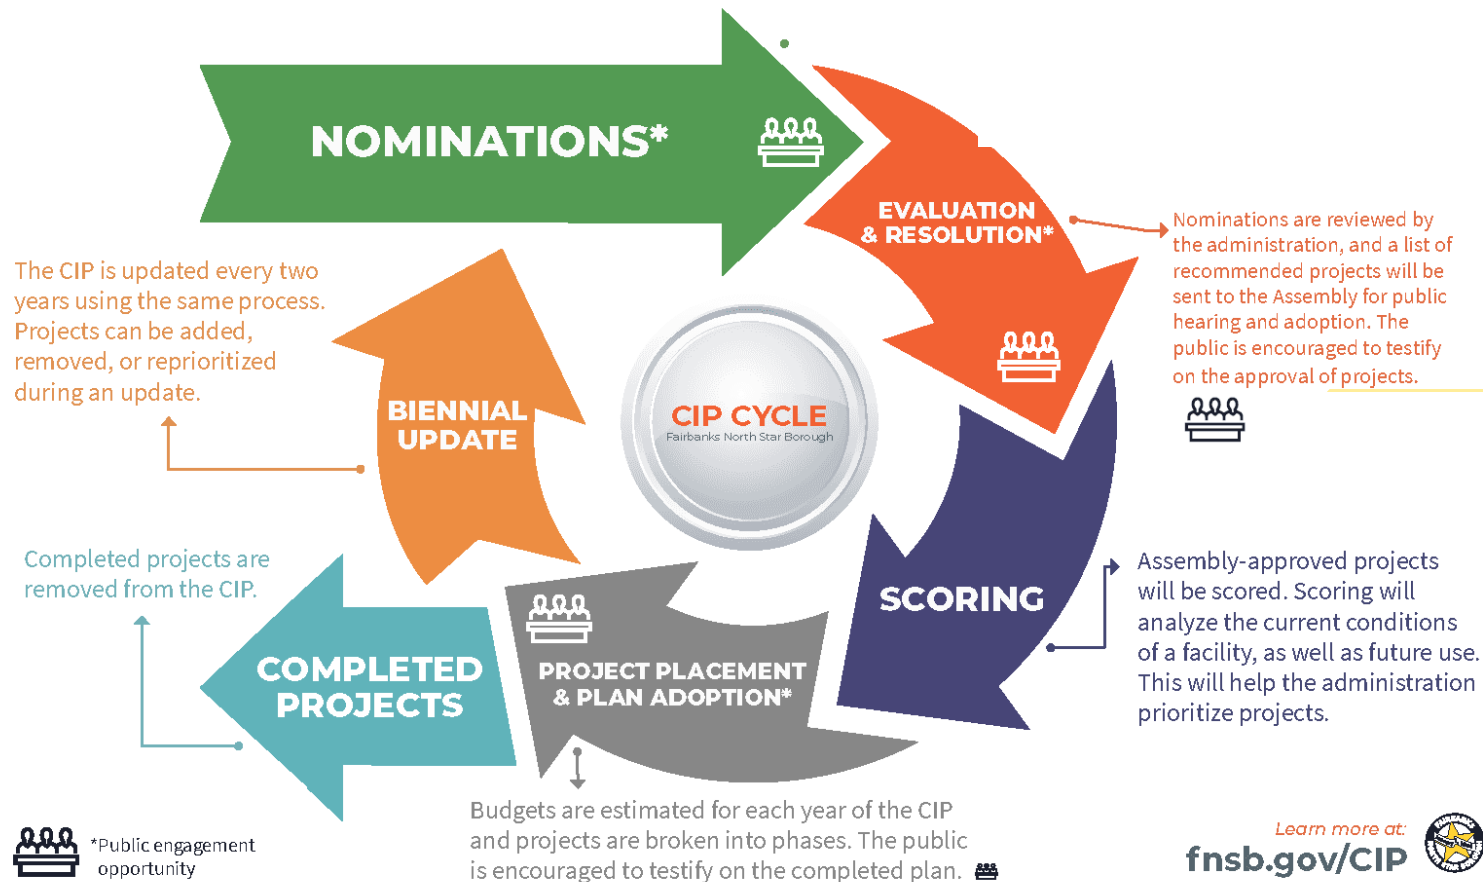 NOMINATIONS*
EVALUATION
& RESOLUTION*
Nominations are reviewed by
the administration, and a list of
recommended projects will be
sent to the Assembly for public
hearing and adoption. The
public is encouraged to testify
on the approval of projects.
The CIP is updated every two
years using the same process.
Projects can be added,
removed, or reprioritized
during an update.
BIENNIAL
UPDATE
CIP CYCLE
Fairbanks North Star Borough
SCORING
Assembly-approved projects
will be scored. Scoring will
analyze the current conditions
of a facility, as well as future use.
This will help the administration
prioritize projects.
Completed projects are
removed from the CIP.
COMPLETED
PROJECTS
PROJECT PLACEMENT
& PLAN ADOPTION*
Budgets are estimated for each year of the CIP
and projects are broken into phases. The public
is encouraged to testify on the completed plan.
*Public engagement
opportunity
Learn more at:
fnsb.gov/CIP